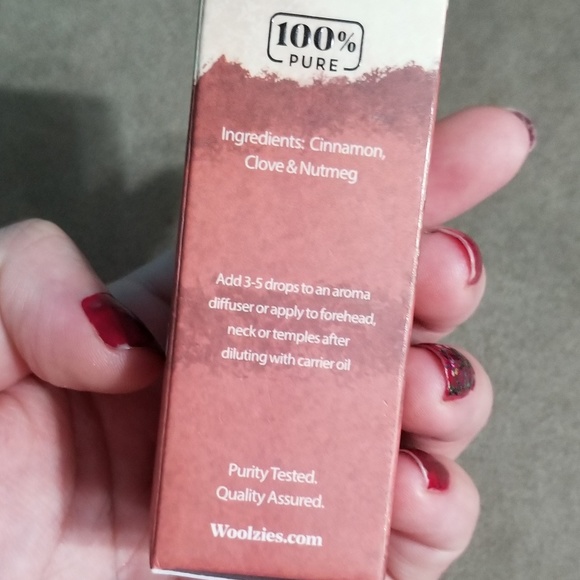 100%
PURE
Ingredients: Cinnamon,
Clove & Nutmeg
Add 3-5 drops to an aroma
diffuser or apply to forehead,
neck or temples after
diluting with carrier oil
Purity Tested.
Quality Assured.
Woolzies.com